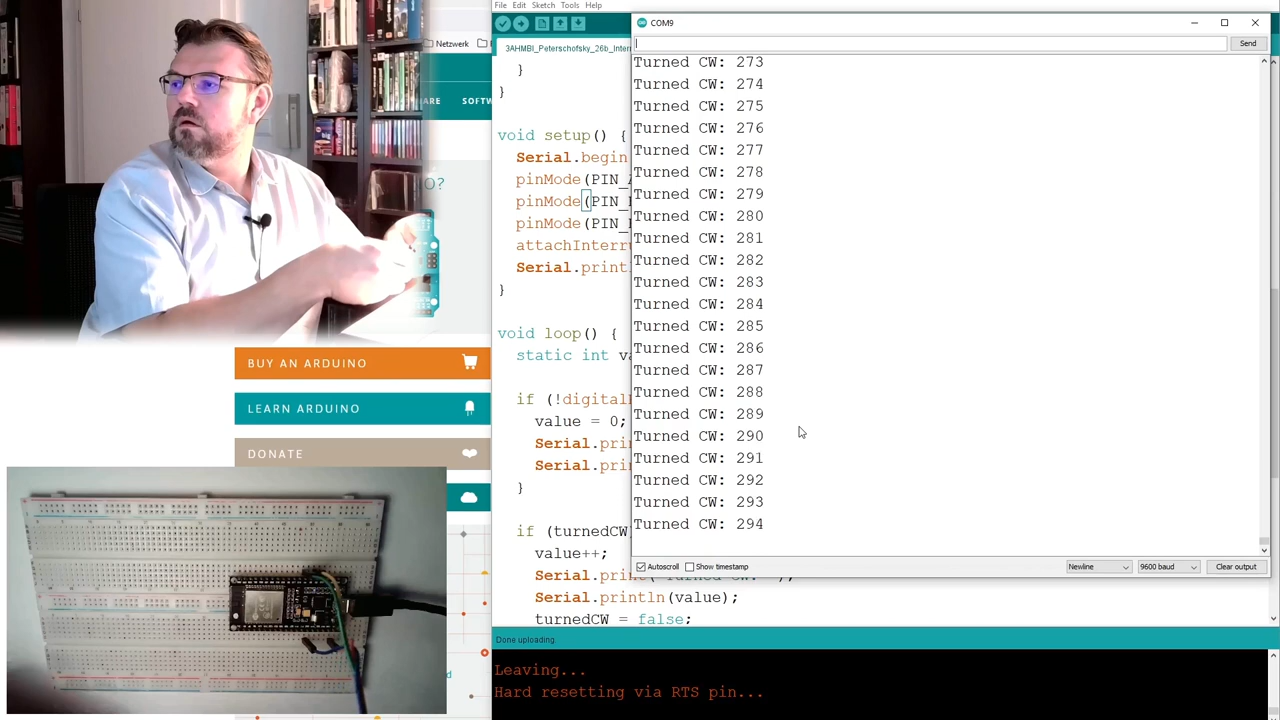 File Edit Sketch Tools Help
COM9
Netzwerk
3AHMBI_Peterschofsky_26b_Inter
Send
ARE SOFTW
O?
}
}
void setup() {
Serial.begin
pinMode(PIN_
pinMode(PIN_
pinMode(PIN_
attachInterru
Serial.print
}
void loop() {
static int va
if (!digital
value = 0;
Serial.pri
Serial.pri
}
if (turnedCW
value++;
Serial.print("Turned CW: ");
Serial.println(value);
turnedCW = false;
Turned CW: 273
Turned CW: 274
Turned CW: 275
Turned CW: 276
Turned CW: 277
Turned CW: 278
Turned CW: 279
Turned CW: 280
Turned CW: 281
Turned CW: 282
Turned CW: 283
Turned CW: 284
Turned CW: 285
Turned CW: 286
Turned CW: 287
Turned CW: 288
Turned CW: 289
Turned CW: 290
Turned CW: 291
Turned CW: 292
Turned CW: 293
Turned CW: 294
Autoscroll Show timestamp
Newline 9600 baud Clear output
BUY AN ARDUINO
LEARN ARDUINO
DONATE
Done uploading.
Leaving...
Hard resetting via RTS pin...